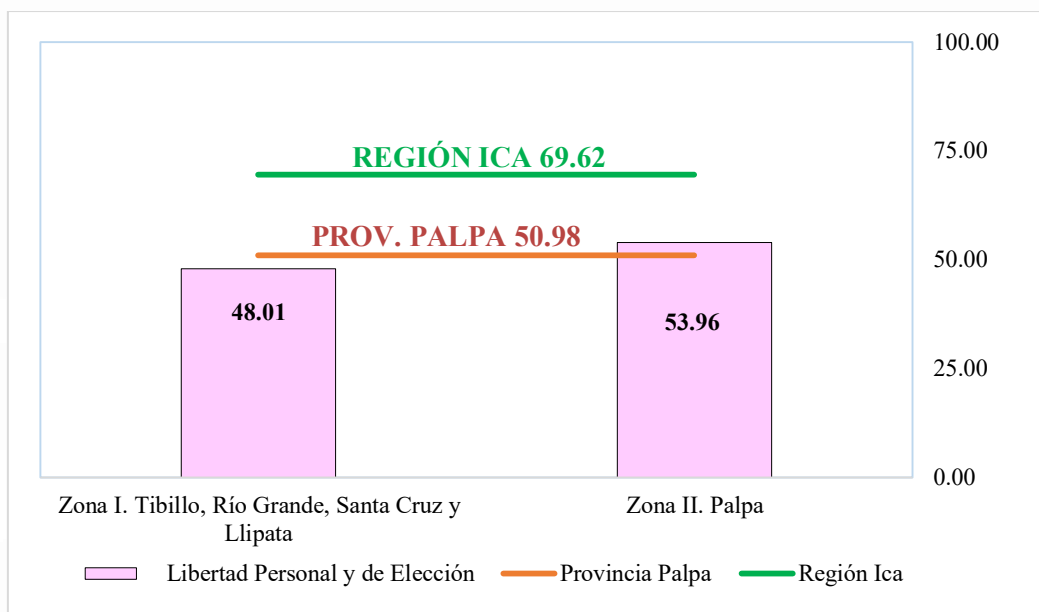 100.00
75.00
50.00
25.00
0.00
REGIÓN ICA 69.62
PROV. PALPA 50.98
48.01
53.96
Zona I. Tibillo, Río Grande, Santa Cruz y
Llipata
Zona II. Palpa
Libertad Personal y de Elección
Provincia Palpa
Región Ica